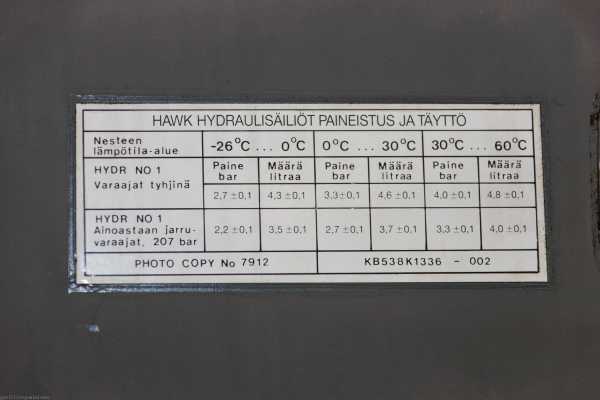 HAWK HYDRAULISÄILIÖT PAINEISTUS JA TÄYTTÖ
Nesteen lämpötila-alue -26°C ... 0°C 0°C ... 30°C 30°C ... 60°C
HYDR NO 1 Varaajat tyhjinä Paine bar Määrä litraa Paine bar Määrä litraa Paine bar Määrä litraa
2,7 ±0,1 4,3 ±0,1 3,3±0,1 4,6 ±0,1 4,0 ±0,1 4,8 ±0,1
HYDR NO 1 Ainoastaan jarru-varaajat, 207 bar 2,2 ±0,1 3,5 ±0,1 2,7 ±0,1 3,7 ±0,1 3,3 ±0,1 4,0 ±0,1
PHOTO COPY No 7912 KB538K1336 - 002